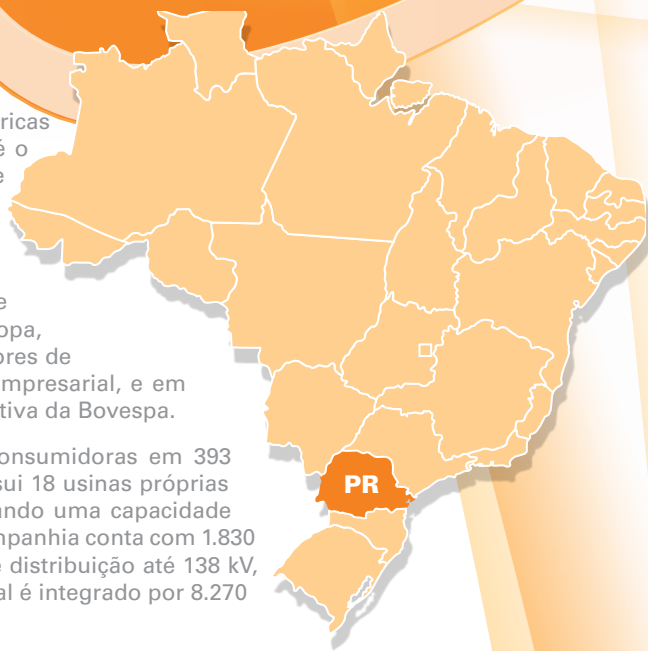 ricas
é o
e
e
opa,
ores de
mpresarial, e em
tiva da Bovespa.
onsumidoras em 393
sui 18 usinas próprias
ando uma capacidade
mpanhia conta com 1.830
e distribuição até 138 kV,
al é integrado por 8.270
PR